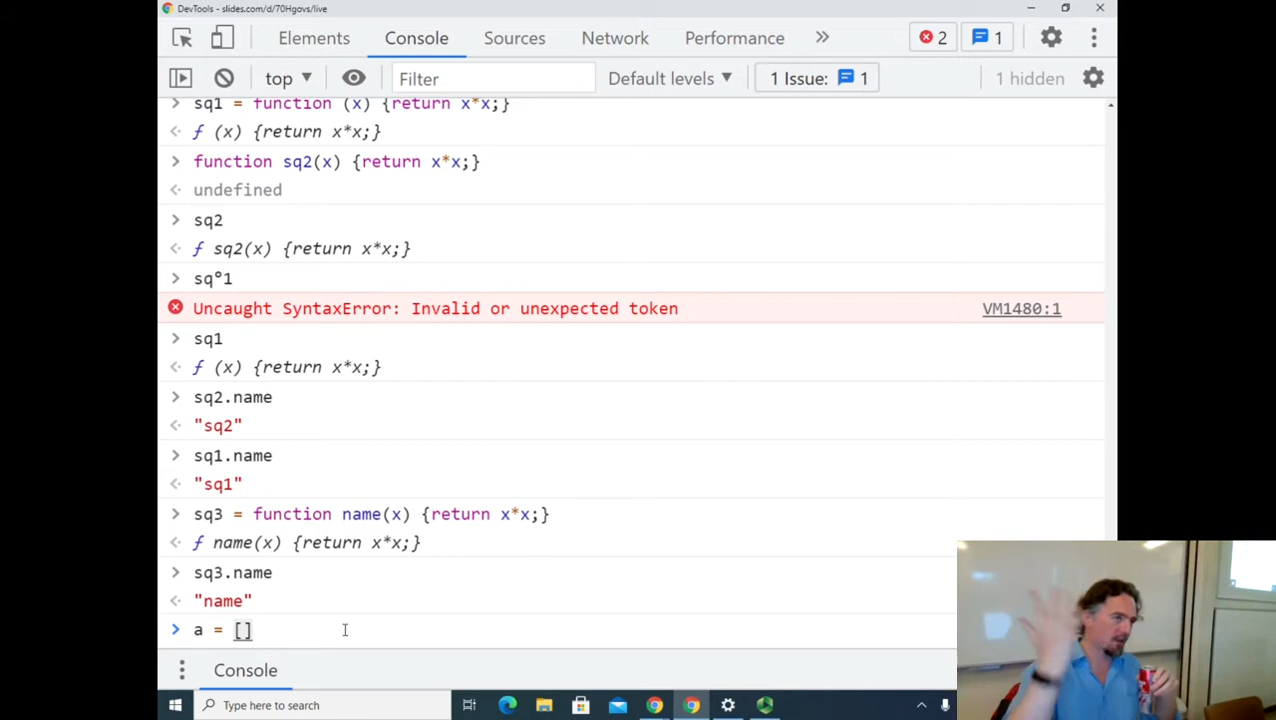 DevTools - slides.com/d/70Hgovs/live
Elements Console Sources Network Performance » 2 1
top ▼ Filter Default levels ▼ 1 Issue: 1 1 hidden
> sq1 = function (x) {return x*x;}
<· ƒ (x) {return x*x;}
> function sq2(x) {return x*x;}
<· undefined
> sq2
<· ƒ sq2(x) {return x*x;}
> sq°1
Uncaught SyntaxError: Invalid or unexpected token VM1480:1
> sq1
<· ƒ (x) {return x*x;}
> sq2.name
<· "sq2"
> sq1.name
<· "sq1"
> sq3 = function name(x) {return x*x;}
<· ƒ name(x) {return x*x;}
> sq3.name
<· "name"
> a = []
Console
Type here to search